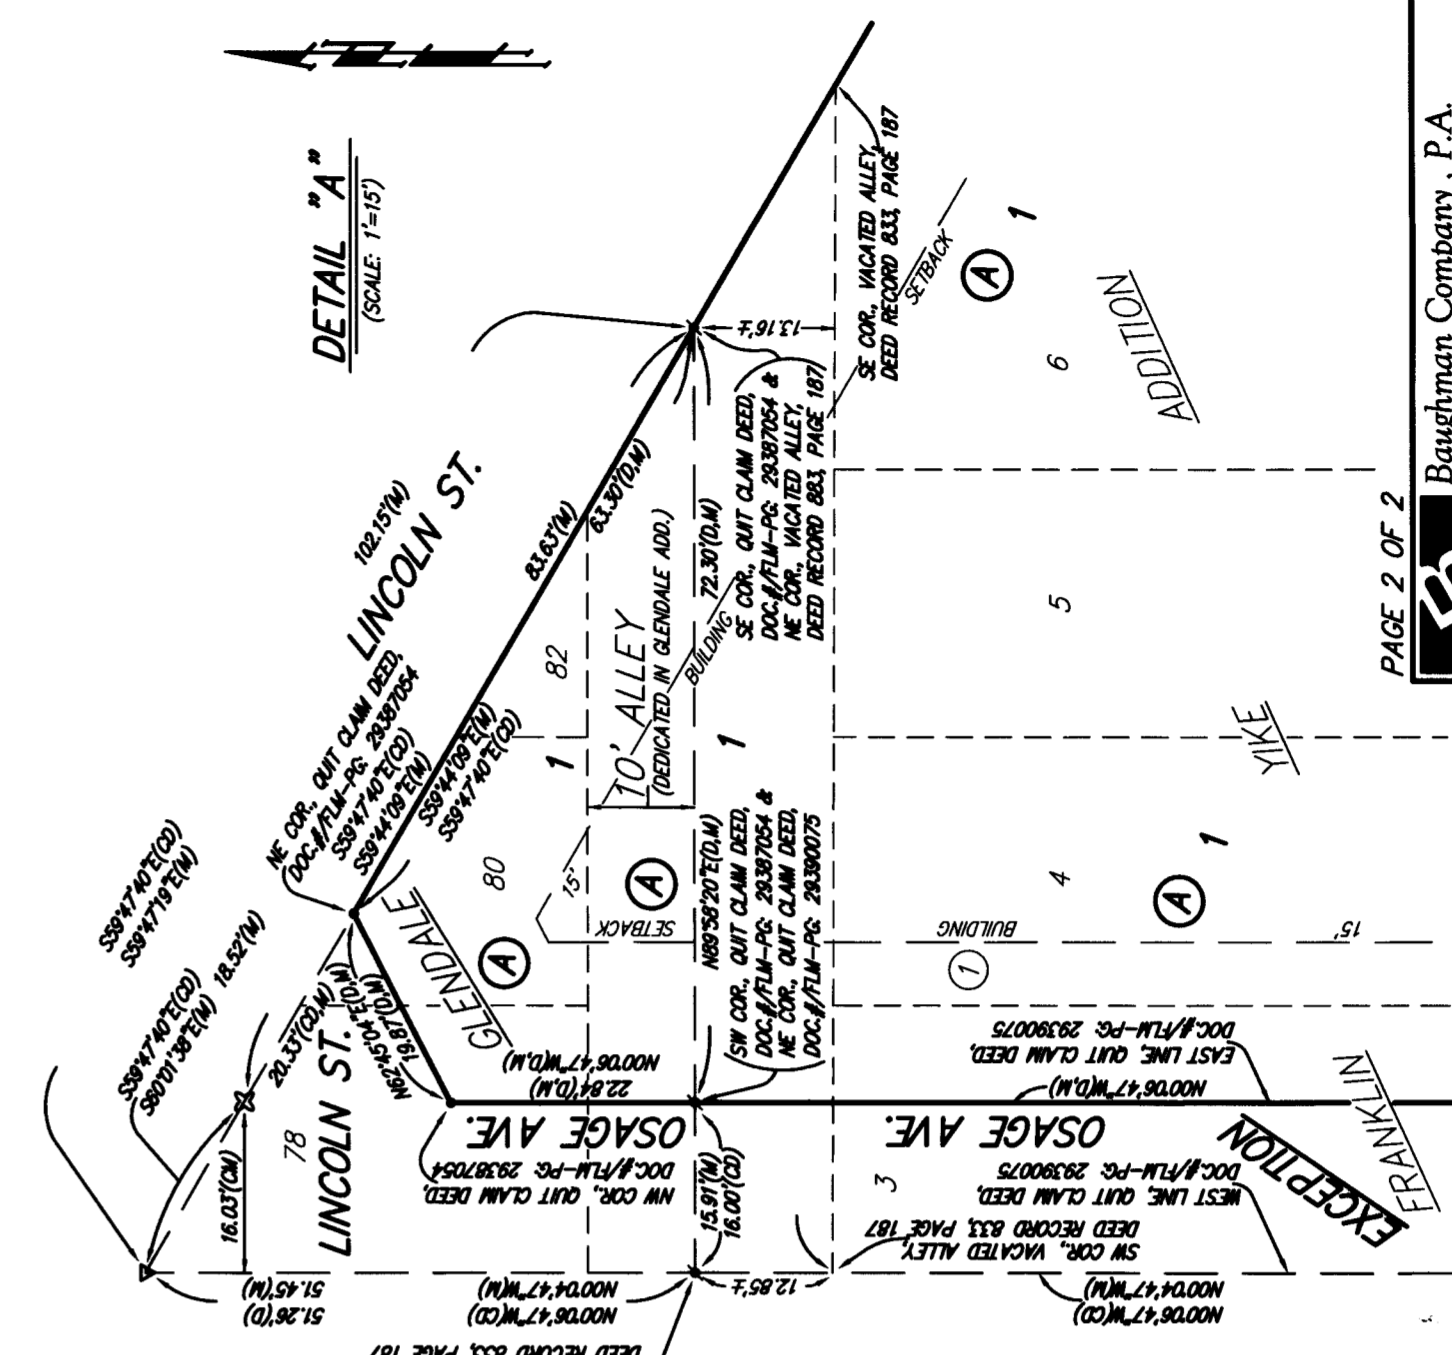 DETAIL "A"
(SCALE: 1"=15')
102.15'(M)
LINCOLN ST.
83.63'(M)
63.30'(D,M)
NE COR., QUIT CLAIM DEED,
DOC.#/FLM-PG: 29387054
S59°47'40"E(CD)
S59°44'09"E(M)
S59°44'09"E(M)
S59°47'40"E(CD)
S59°47'40"E(CD)
S59°47'19"E(M)
S59°47'40"E(CD)
S60°01'38"E(M) 18.52'(M)
20.33'(CD,M)
N62°45'04"E(D,M)
19.87'(D,M)
16.03'(CM)
78
LINCOLN ST.
GLENDALE
A
80
15'
SETBACK
A
1
82
10' ALLEY
(DEDICATED IN GLENDALE ADD.)
BUILDING
72.30'(D,M)
N89°58'20"E(D,M)
1
13.16'±
SE COR., QUIT CLAIM DEED,
DOC.#/FLM-PG: 29387054 &
NE COR., VACATED ALLEY,
DEED RECORD 883, PAGE 187
SE COR., VACATED ALLEY,
DEED RECORD 833, PAGE 187
SETBACK
A
1
6
ADDITION
5
YIKE
1
4
A
BUILDING
15'
1
SW COR., QUIT CLAIM DEED,
DOC.#/FLM-PG: 29387054 &
NE COR., QUIT CLAIM DEED,
DOC.#/FLM-PG: 29390075
N00°06'47"W(D,M)
22.84'(D,M)
OSAGE AVE.
NW COR., QUIT CLAIM DEED,
DOC.#/FLM-PG: 29387054
EAST LINE, QUIT CLAIM DEED,
DOC.#/FLM-PG: 29390075
N00°06'47"W(D,M)
OSAGE AVE.
WEST LINE, QUIT CLAIM DEED,
DOC.#/FLM-PG: 29390075
EXCEPTION
FRANKLIN
3
15.91'(M)
16.00'(CD)
SW COR., VACATED ALLEY,
DEED RECORD 833, PAGE 187
12.85'±
51.45'(M)
51.26'(D)
N00°04'47"W(M)
N00°06'47"W(CD)
N00°04'47"W(M)
N00°06'47"W(CD)
DEED RECORD 833, PAGE 187
PAGE 2 OF 2
Baughman Company, P.A.